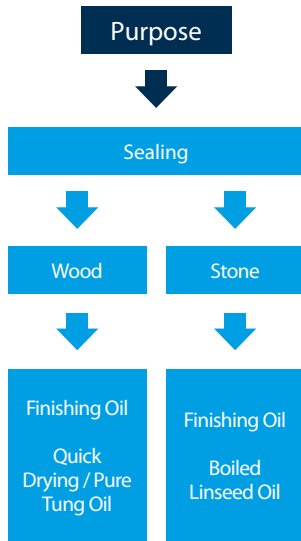 Purpose
Sealing
Wood
Stone
Finishing Oil
Quick
Drying / Pure
Tung Oil
Finishing Oil
Boiled
Linseed Oil